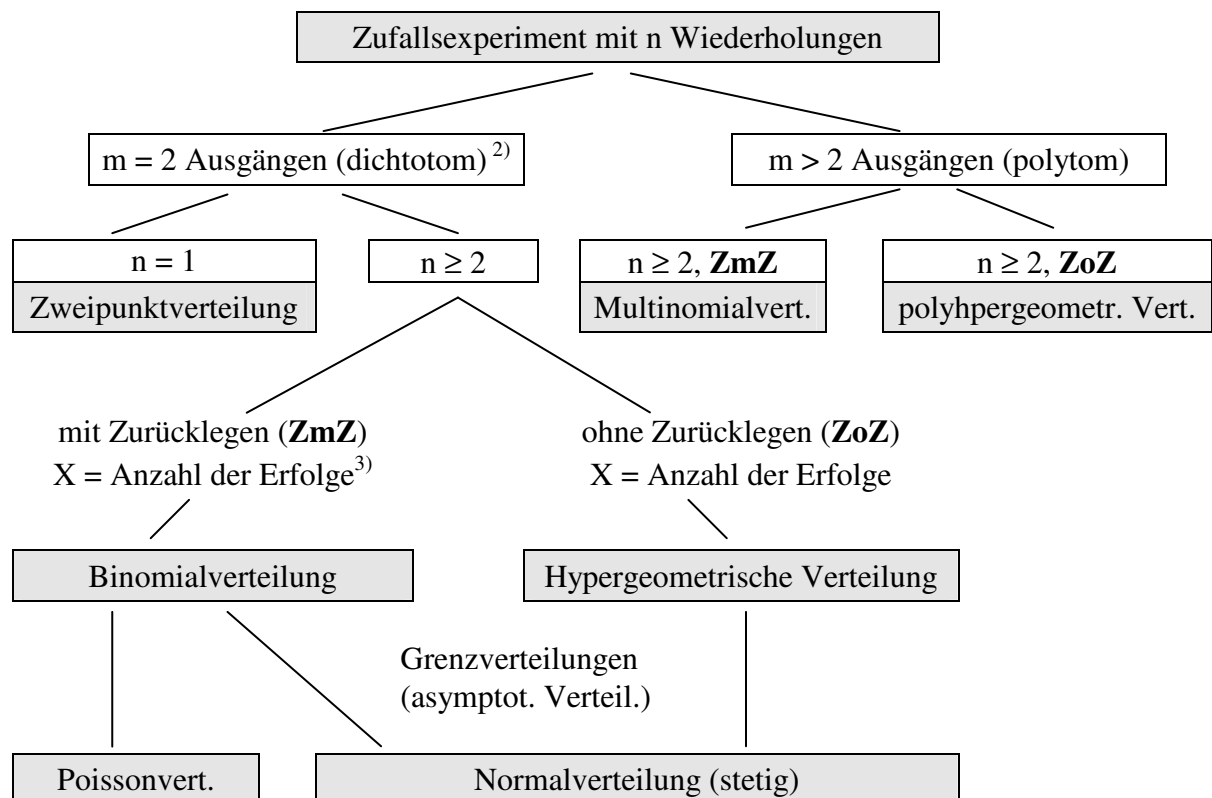 Zufallsexperiment mit n Wiederholungen
m = 2 Ausgängen (dichtotom) 2)
m > 2 Ausgängen (polytom)
n = 1
Zweipunktverteilung
n ≥ 2
n ≥ 2, ZmZ
Multinomialvert.
n ≥ 2, ZoZ
polyhpergeometr. Vert.
mit Zurücklegen (ZmZ)
X = Anzahl der Erfolge3)
ohne Zurücklegen (ZoZ)
X = Anzahl der Erfolge
Binomialverteilung
Hypergeometrische Verteilung
Grenzverteilungen
(asymptot. Verteil.)
Poissonvert.
Normalverteilung (stetig)